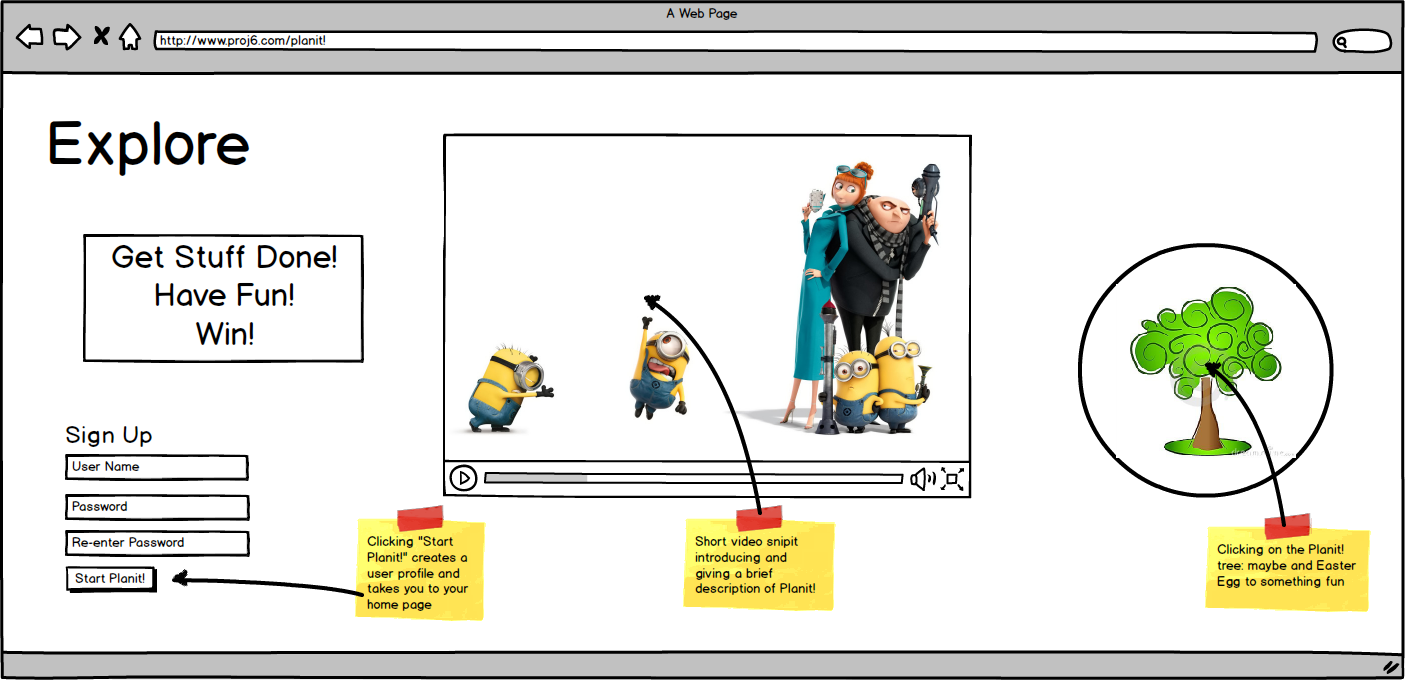 A Web Page
http://www.proj6.com/planit!
Explore
Get Stuff Done!
Have Fun!
Win!
Sign Up
User Name
Password
Re-enter Password
Start Planit!
Clicking "Start
Planit!" creates a
user profile and
takes you to your
home page
Short video snipit
introducing and
giving a brief
description of Planit!
Clicking on the Planit!
tree: maybe and Easter
Egg to something fun